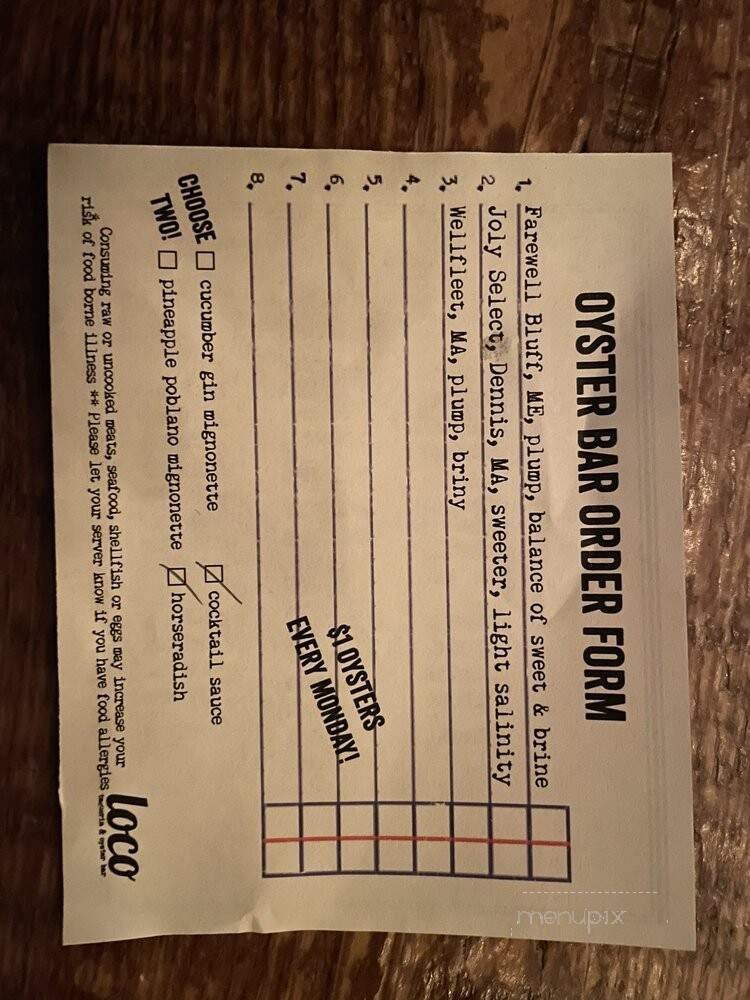 OYSTER BAR ORDER FORM
1. Farewell Bluff, ME, plump, balance of sweet & brine
2. Joly Select, Dennis, MA, sweeter, light salinity
3. Wellfleet, MA, plump, briny
4.
5.
6.
7.
8.
$1 OYSTERS
EVERY MONDAY!
CHOOSE
TWO!
cucumber gin mignonette
cocktail sauce
pineapple poblano mignonette
horseradish
Consuming raw or uncooked meats, seafood, shellfish or eggs may increase your
risk of food borne illness ** Please let your server know if you have food allergies
loco
taqueria & oyster bar
menupix